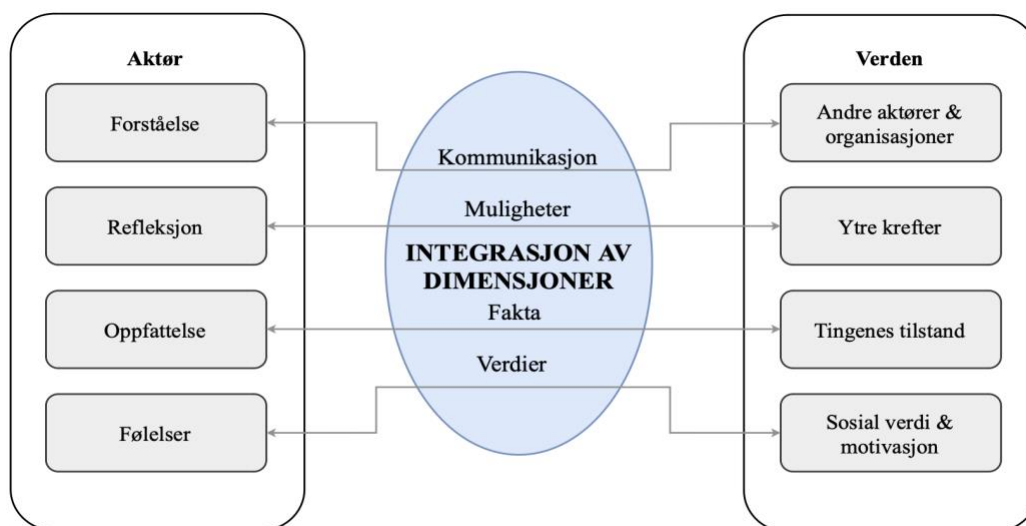 Aktør
Forståelse
Refleksjon
Oppfattelse
Følelser
Kommunikasjon
Muligheter
INTEGRASJON AV
DIMENSJONER
Fakta
Verdier
Verden
Andre aktører &
organisasjoner
Ytre krefter
Tingenes tilstand
Sosial verdi &
motivasjon